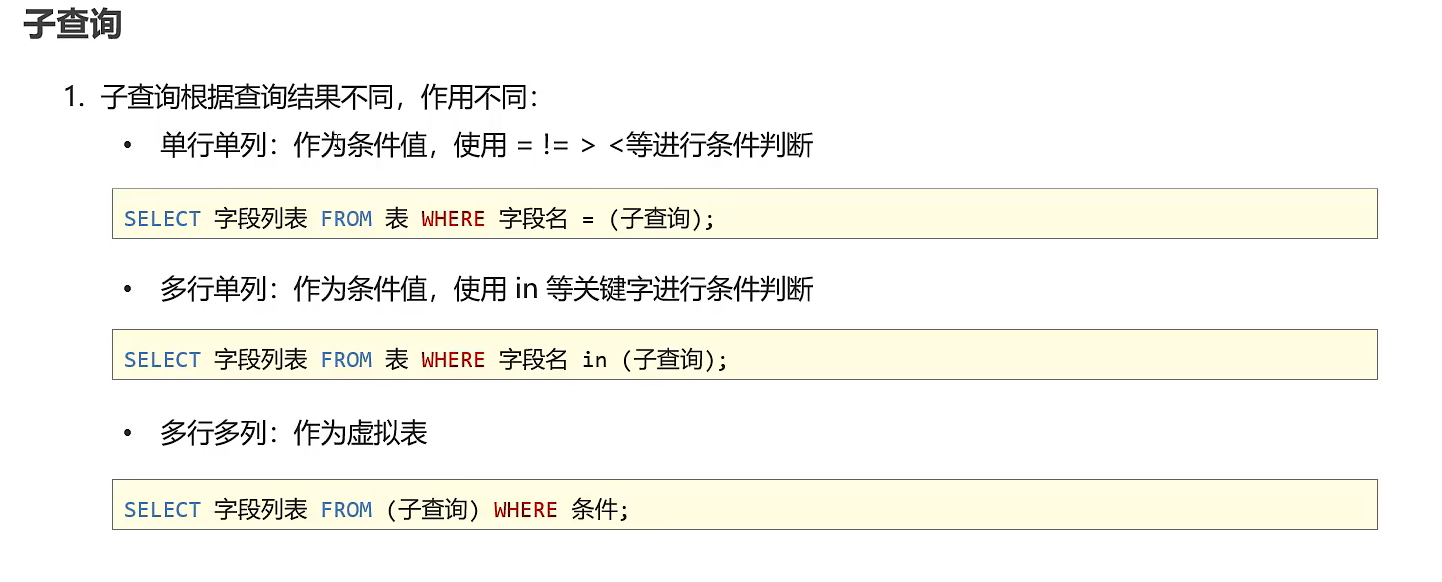 子查询
1. 子查询根据查询结果不同，作用不同：
• 单行单列：作为条件值，使用 = != > <等进行条件判断
SELECT 字段列表 FROM 表 WHERE 字段名 = (子查询);
• 多行单列：作为条件值，使用 in 等关键字进行条件判断
SELECT 字段列表 FROM 表 WHERE 字段名 in (子查询);
• 多行多列：作为虚拟表
SELECT 字段列表 FROM (子查询) WHERE 条件;